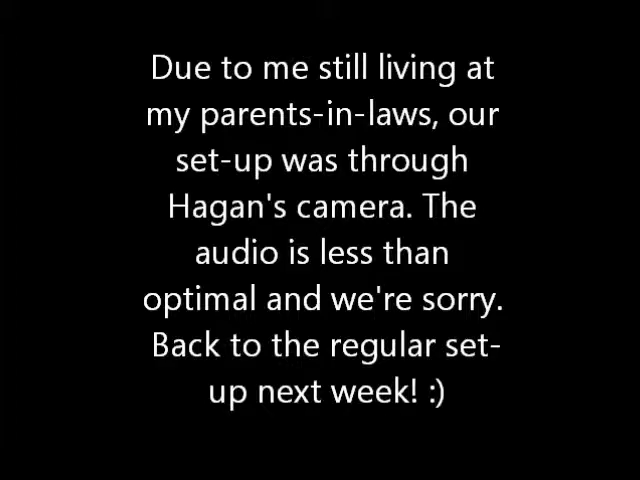 Due to me still living at
my parents-in-laws, our
set-up was through
Hagan's camera. The
audio is less than
optimal and we're sorry.
Back to the regular set-
up next week! :)